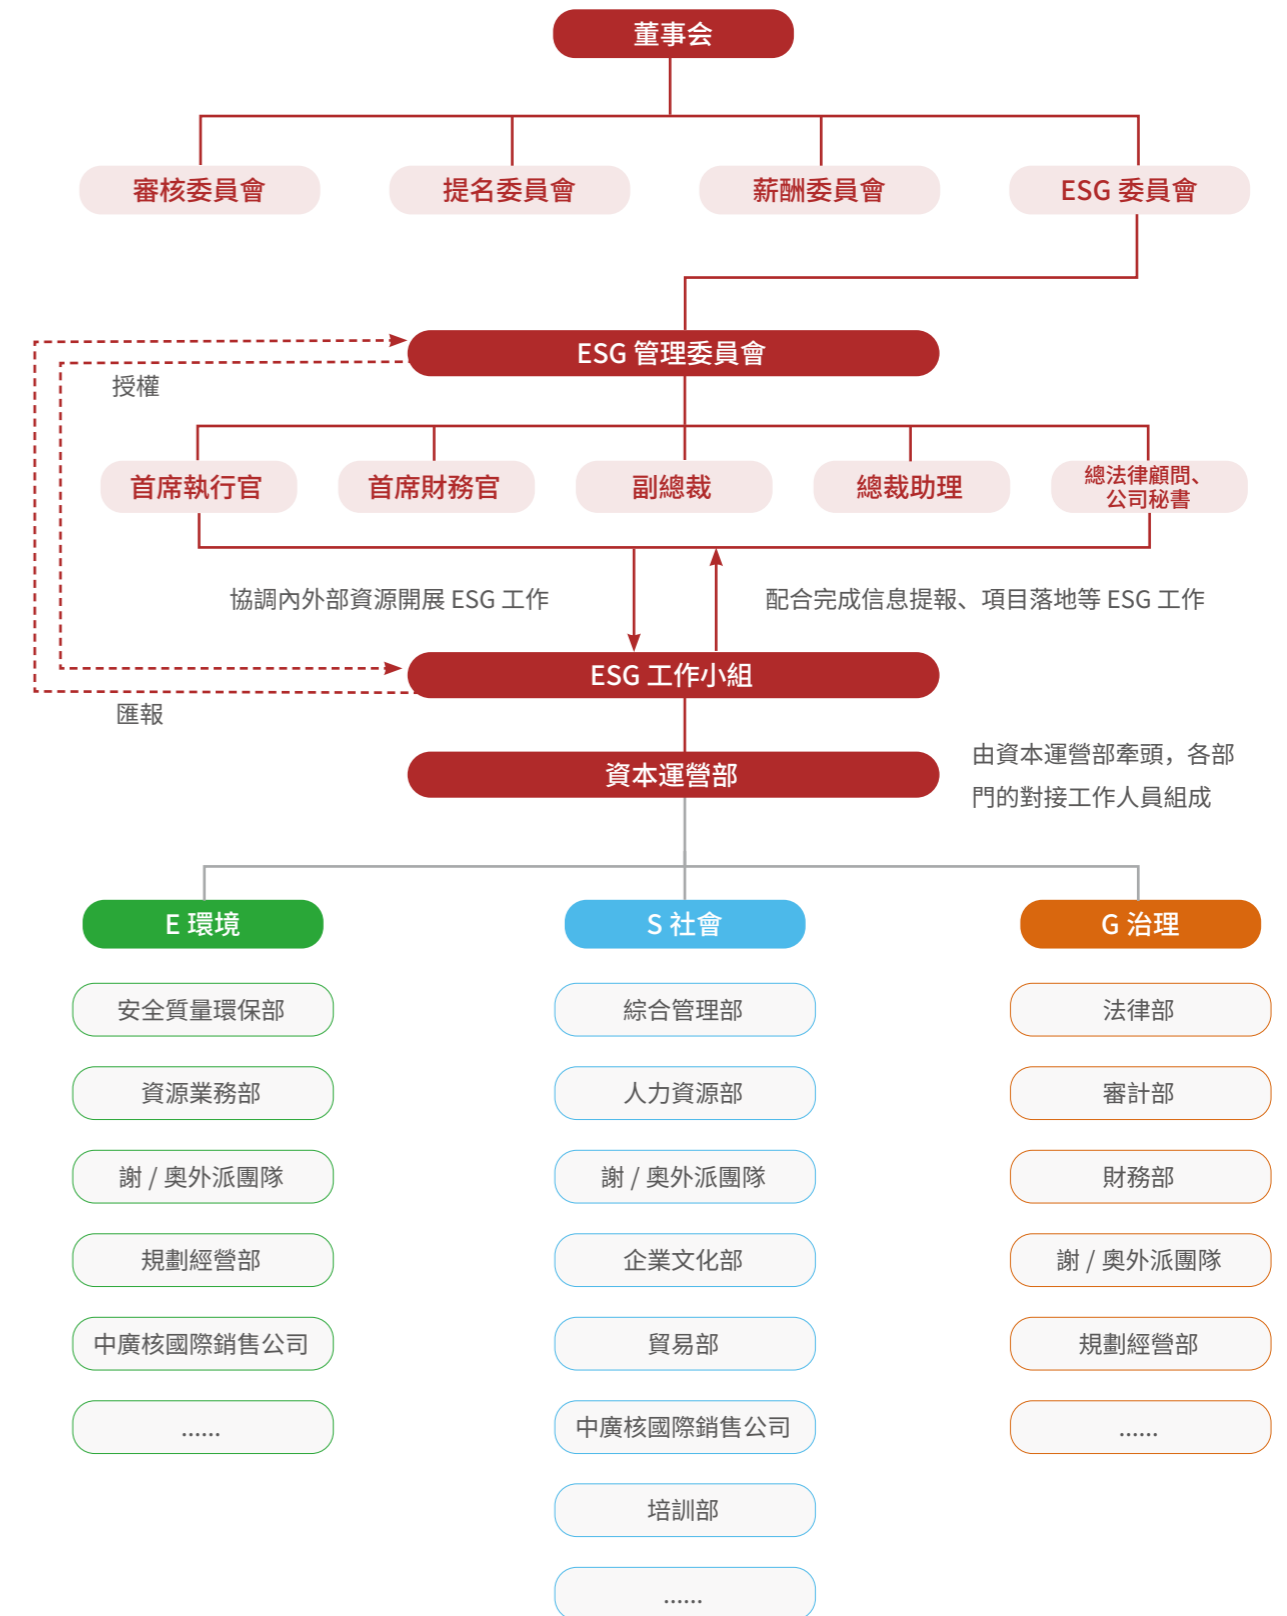 董事会
審核委員會
提名委員會
薪酬委員會
ESG 委員會
ESG 管理委員會
授權
首席執行官
首席財務官
副總裁
總裁助理
總法律顧問、
公司秘書
協調內外部資源開展 ESG 工作
配合完成信息提報、項目落地等 ESG 工作
ESG 工作小組
匯報
資本運營部
由資本運營部牽頭，各部
門的對接工作人員組成
E 環境
S 社會
G 治理
安全質量環保部
綜合管理部
法律部
資源業務部
人力資源部
審計部
謝 / 奧外派團隊
謝 / 奧外派團隊
財務部
規劃經營部
企業文化部
謝 / 奧外派團隊
中廣核國際銷售公司
貿易部
規劃經營部
......
中廣核國際銷售公司
......
培訓部
......